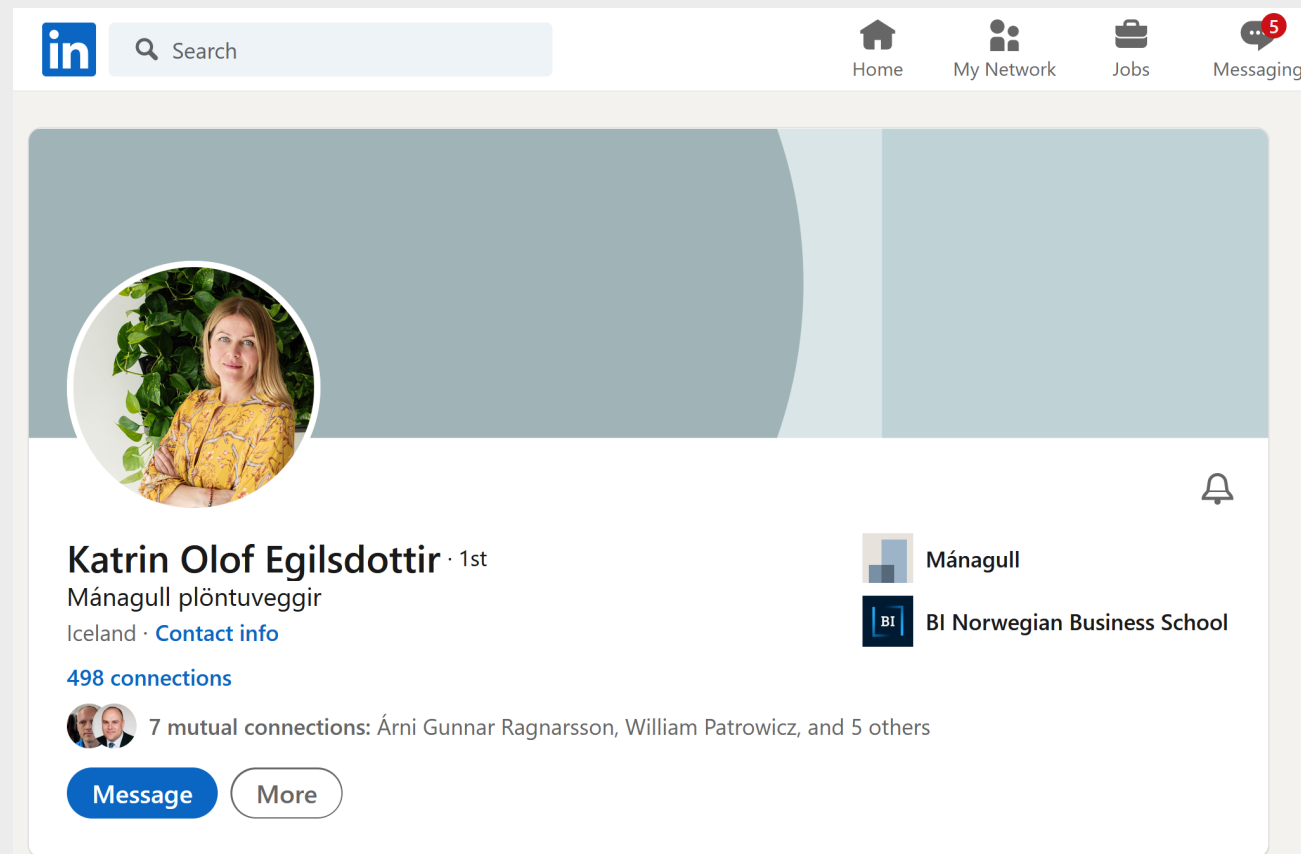 in
Search
Home
My Network
Jobs
5
Messaging
Katrin Olof Egilsdottir · 1st
Mánagull plöntuveggir
Iceland · Contact info
498 connections
7 mutual connections: Árni Gunnar Ragnarsson, William Patrowicz, and 5 others
Message
More
Mánagull
BI
BI Norwegian Business School